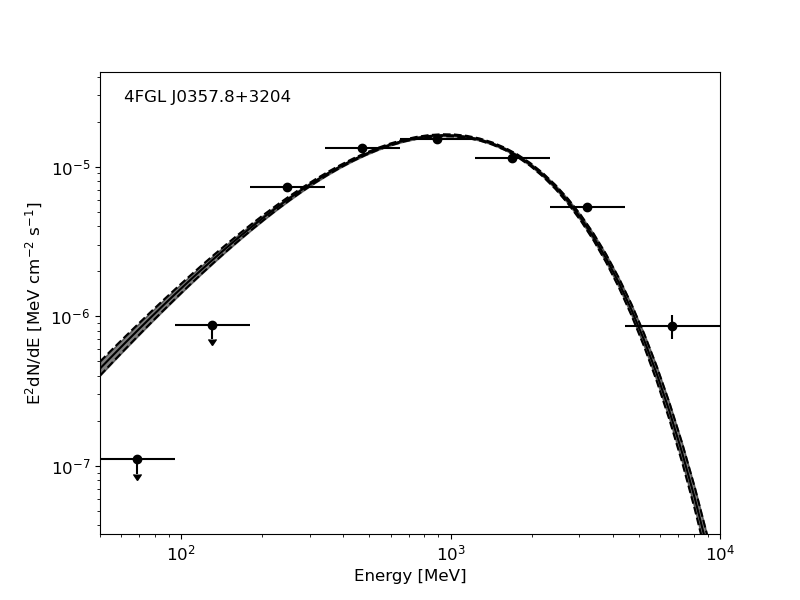 4FGL J0357.8+3204
E²dN/dE [MeV cm⁻² s⁻¹]
10⁻⁵
10⁻⁶
10⁻⁷
10² 10³ 10⁴
Energy [MeV]